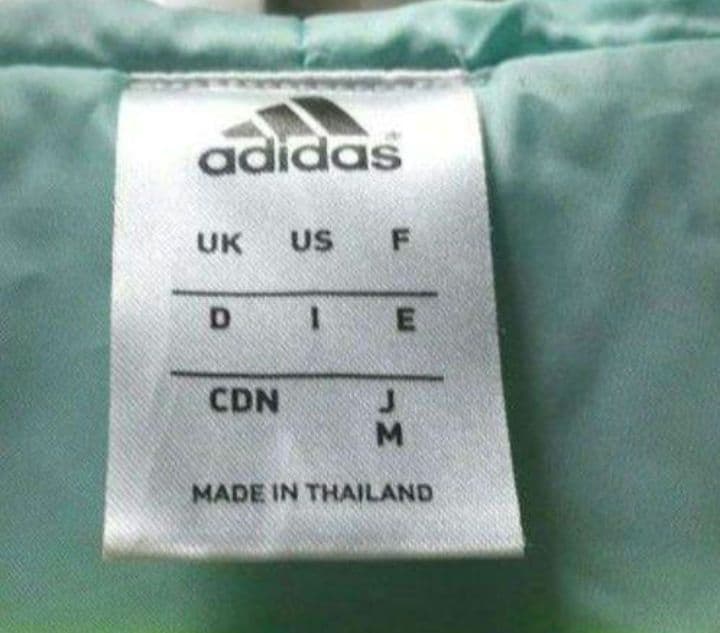 adidas®
UK US F
D I E
CDN J
M
MADE IN THAILAND